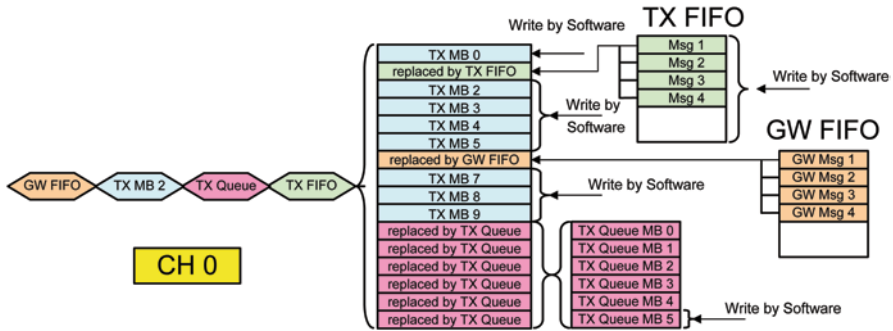 TX FIFO
Write by Software
TX MB 0
replaced by TX FIFO
TX MB 2
TX MB 3
TX MB 4
TX MB 5
replaced by GW FIFO
TX MB 7
TX MB 8
TX MB 9
replaced by TX Queue
replaced by TX Queue
replaced by TX Queue
replaced by TX Queue
replaced by TX Queue
replaced by TX Queue
Msg 1
Msg 2
Msg 3
Msg 4
Write by Software
Write by
Software
GW FIFO
GW Msg 1
GW Msg 2
GW Msg 3
GW Msg 4
Write by Software
GW FIFO
TX MB 2
TX Queue
TX FIFO
CH 0
TX Queue MB 0
TX Queue MB 1
TX Queue MB 2
TX Queue MB 3
TX Queue MB 4
TX Queue MB 5
Write by Software